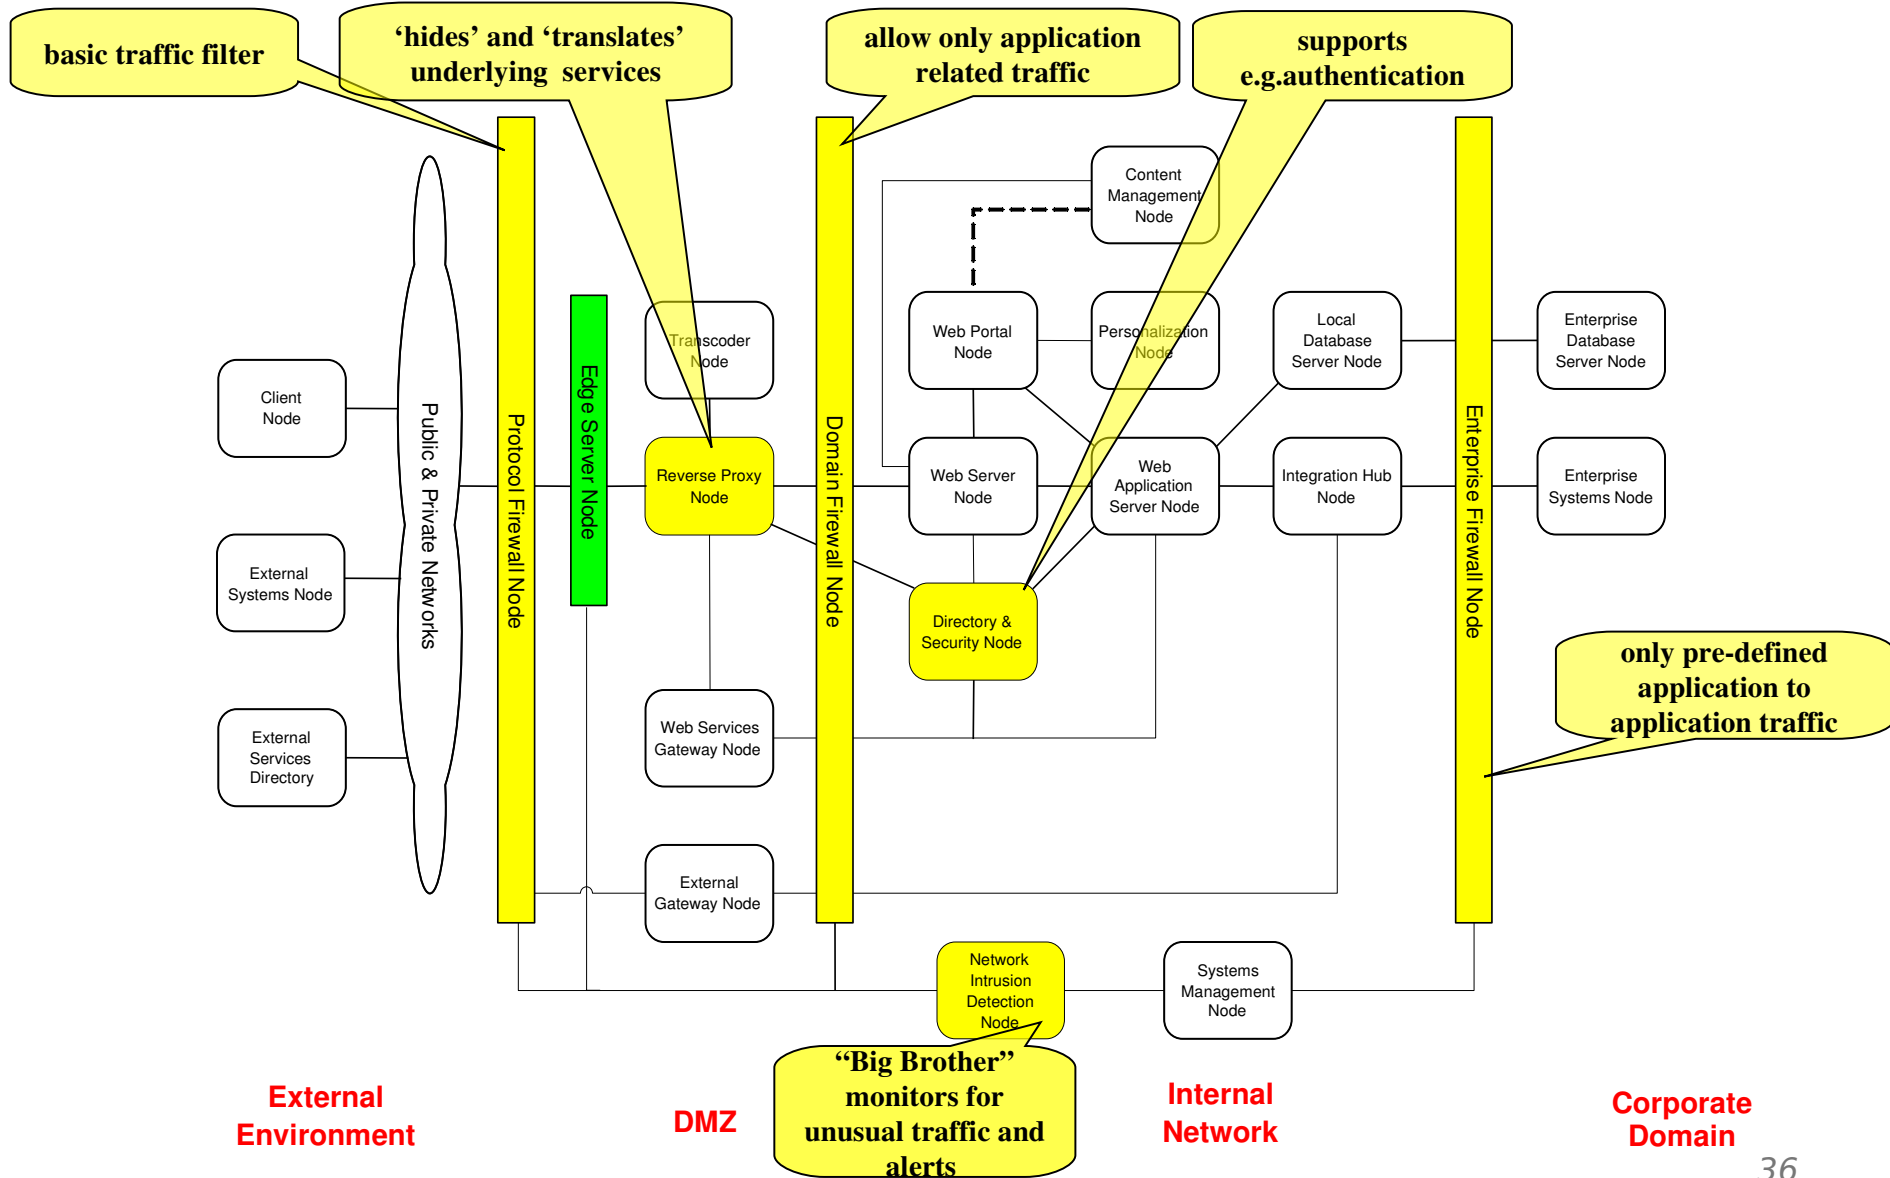 basic traffic filter
‘hides’ and ‘translates’
underlying services
allow only application
related traffic
supports
e.g.authentication
Content
Management
Node
Transcoder
Node
Web Portal
Node
Personalization
Node
Local
Database
Server Node
Enterprise
Database
Server Node
Client
Node
Public & Private Networks
Protocol Firewall Node
Edge Server Node
Reverse Proxy
Node
Domain Firewall Node
Web Server
Node
Web
Application
Server Node
Integration Hub
Node
Enterprise Firewall Node
Enterprise
Systems Node
External
Systems Node
Directory &
Security Node
only pre-defined
application to
application traffic
External
Services
Directory
Web Services
Gateway Node
External
Gateway Node
Network
Intrusion
Detection
Node
Systems
Management
Node
“Big Brother”
monitors for
unusual traffic and
alerts
External
Environment
DMZ
Internal
Network
Corporate
Domain
36